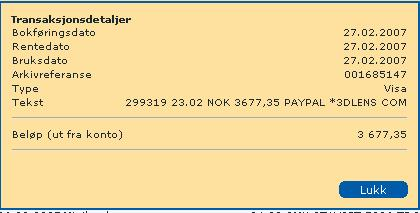 Transaksjonsdetaljer
Bokføringsdato 27.02.2007
Rentedato 27.02.2007
Bruksdato 27.02.2007
Arkivreferanse 001685147
Type Visa
Tekst 299319 23.02 NOK 3677,35 PAYPAL *3DLENS COM
Beløp (ut fra konto) 3 677,35
Lukk